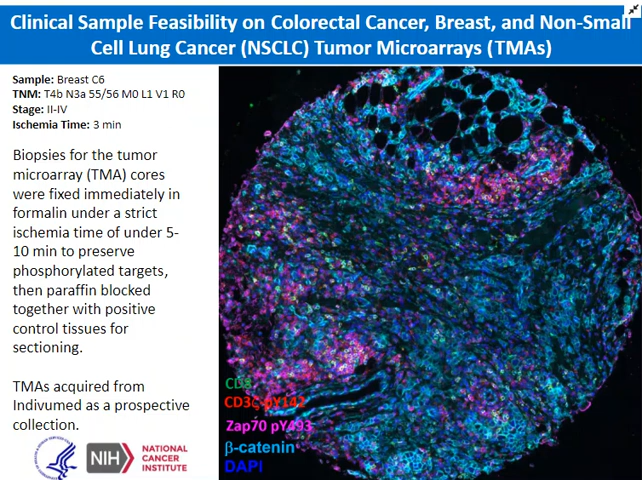 Clinical Sample Feasibility on Colorectal Cancer, Breast, and Non-Small
Cell Lung Cancer (NSCLC) Tumor Microarrays (TMAs)
Sample: Breast C6
TNM: T4b N3a 55/56 M0 L1 V1 R0
Stage: II-IV
Ischemia Time: 3 min
Biopsies for the tumor
microarray (TMA) cores
were fixed immediately in
formalin under a strict
ischemia time of under 5-
10 min to preserve
phosphorylated targets,
then paraffin blocked
together with positive
control tissues for
sectioning.
TMAs acquired from
Indivumed as a prospective
collection.
NIH
NATIONAL
CANCER
INSTITUTE
CD8
CD3ζ-pY142
Zap70 pY493
β-catenin
DAPI